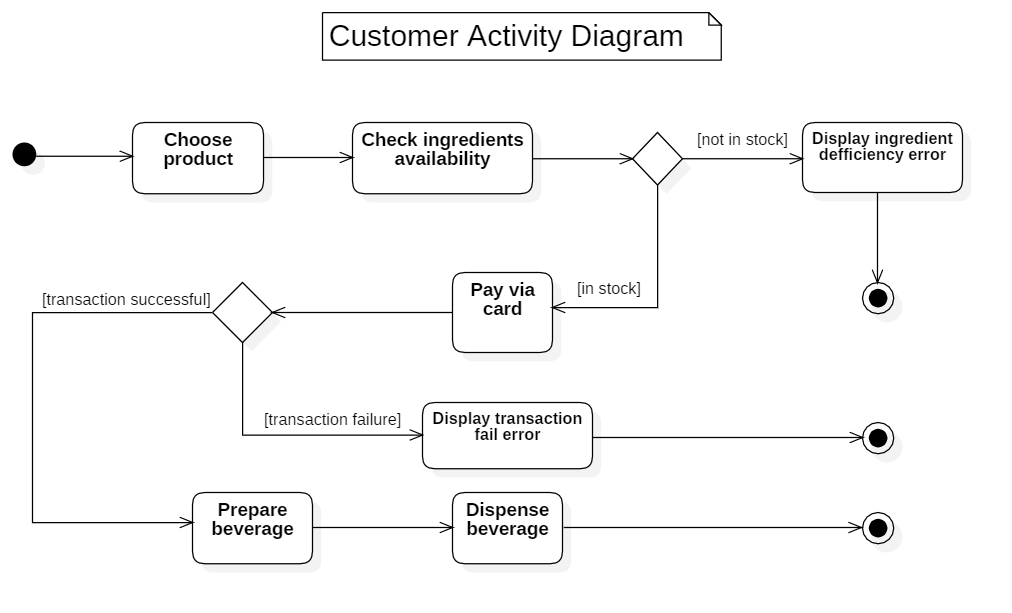 Customer Activity Diagram
Choose
product
Check ingredients
availability
[not in stock]
Display ingredient
defficiency error
[in stock]
Pay via
card
[transaction successful]
[transaction failure]
Display transaction
fail error
Prepare
beverage
Dispense
beverage